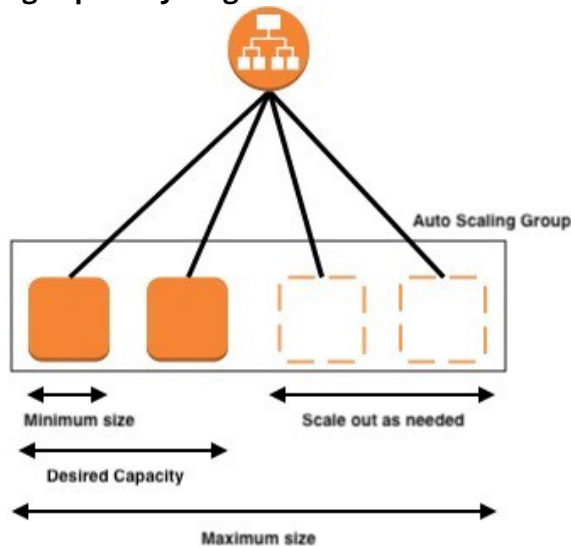 Auto Scaling Group
Minimum size
Scale out as needed
Desired Capacity
Maximum size